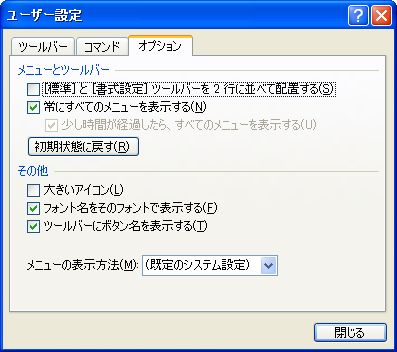 ユーザー設定
ツールバー コマンド オプション
メニューとツールバー
[標準] と [書式設定] ツールバーを 2 行に並べて配置する(S)
常にすべてのメニューを表示する(N)
少し時間が経過したら、すべてのメニューを表示する(U)
初期状態に戻す(R)
その他
大きいアイコン(L)
フォント名をそのフォントで表示する(F)
ツールバーにボタン名を表示する(T)
メニューの表示方法(M): (既定のシステム設定)
閉じる